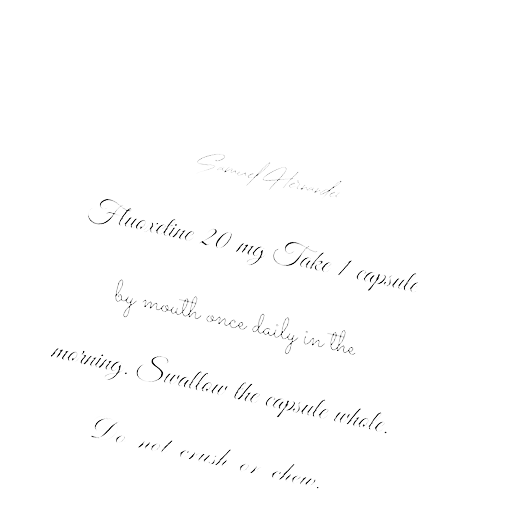 Samuel Hernandez
Fluoxetine 20 mg Take 1 capsule
by mouth once daily in the
morning. Swallow the capsule whole.
Do not crush or chew.